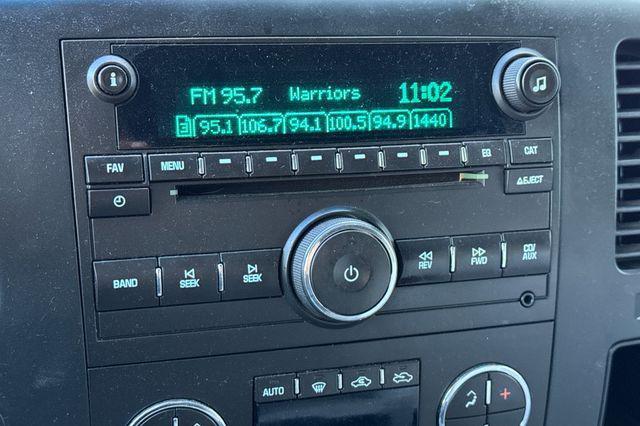 FM 95.7 Warriors 11:02
95.1 106.7 94.1 100.5 94.9 1440
FAV MENU EQ CAT
EJECT
BAND SEEK SEEK REV FWD CD/AUX
AUTO